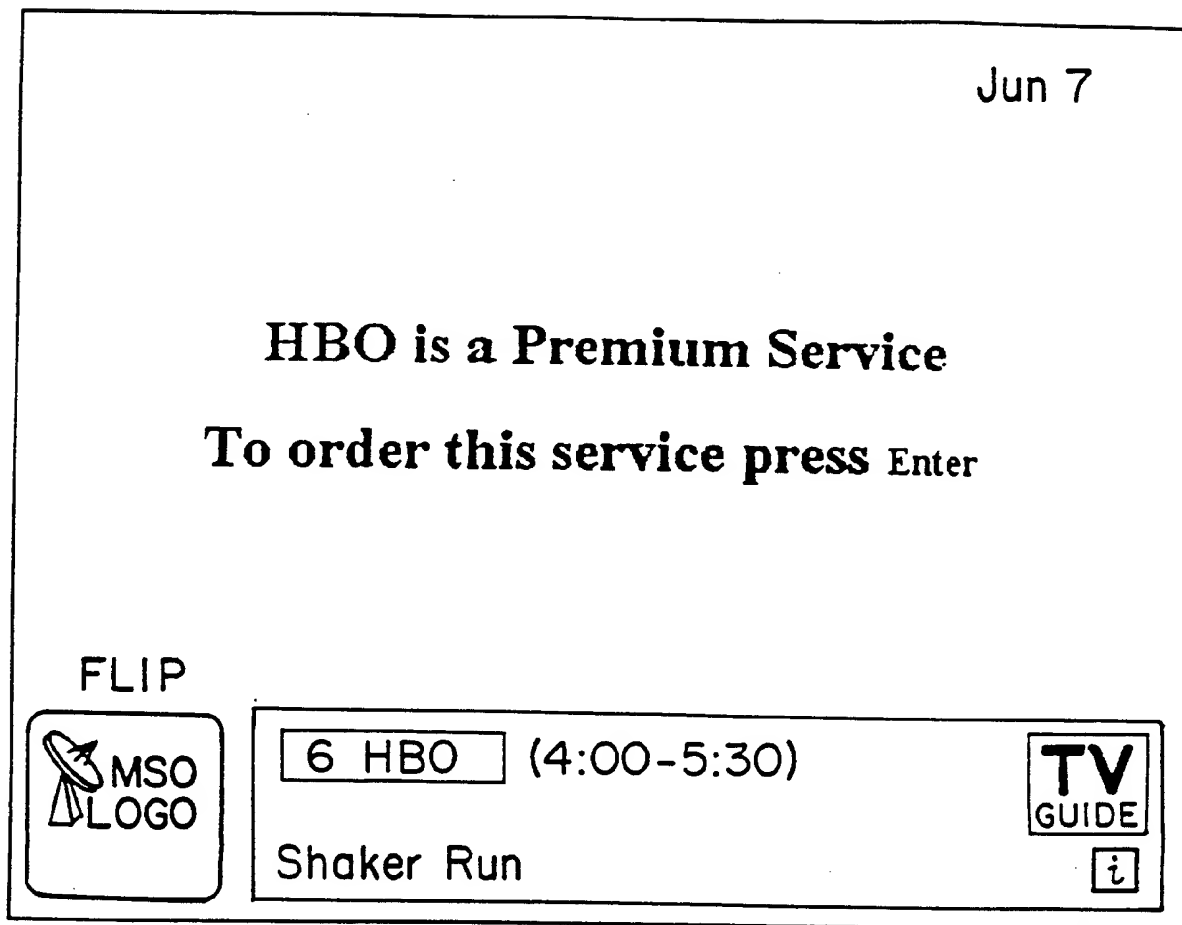 Jun 7
HBO is a Premium Service
To order this service press Enter
FLIP
MSO
LOGO
6 HBO (4:00-5:30)
TV
GUIDE
Shaker Run
i